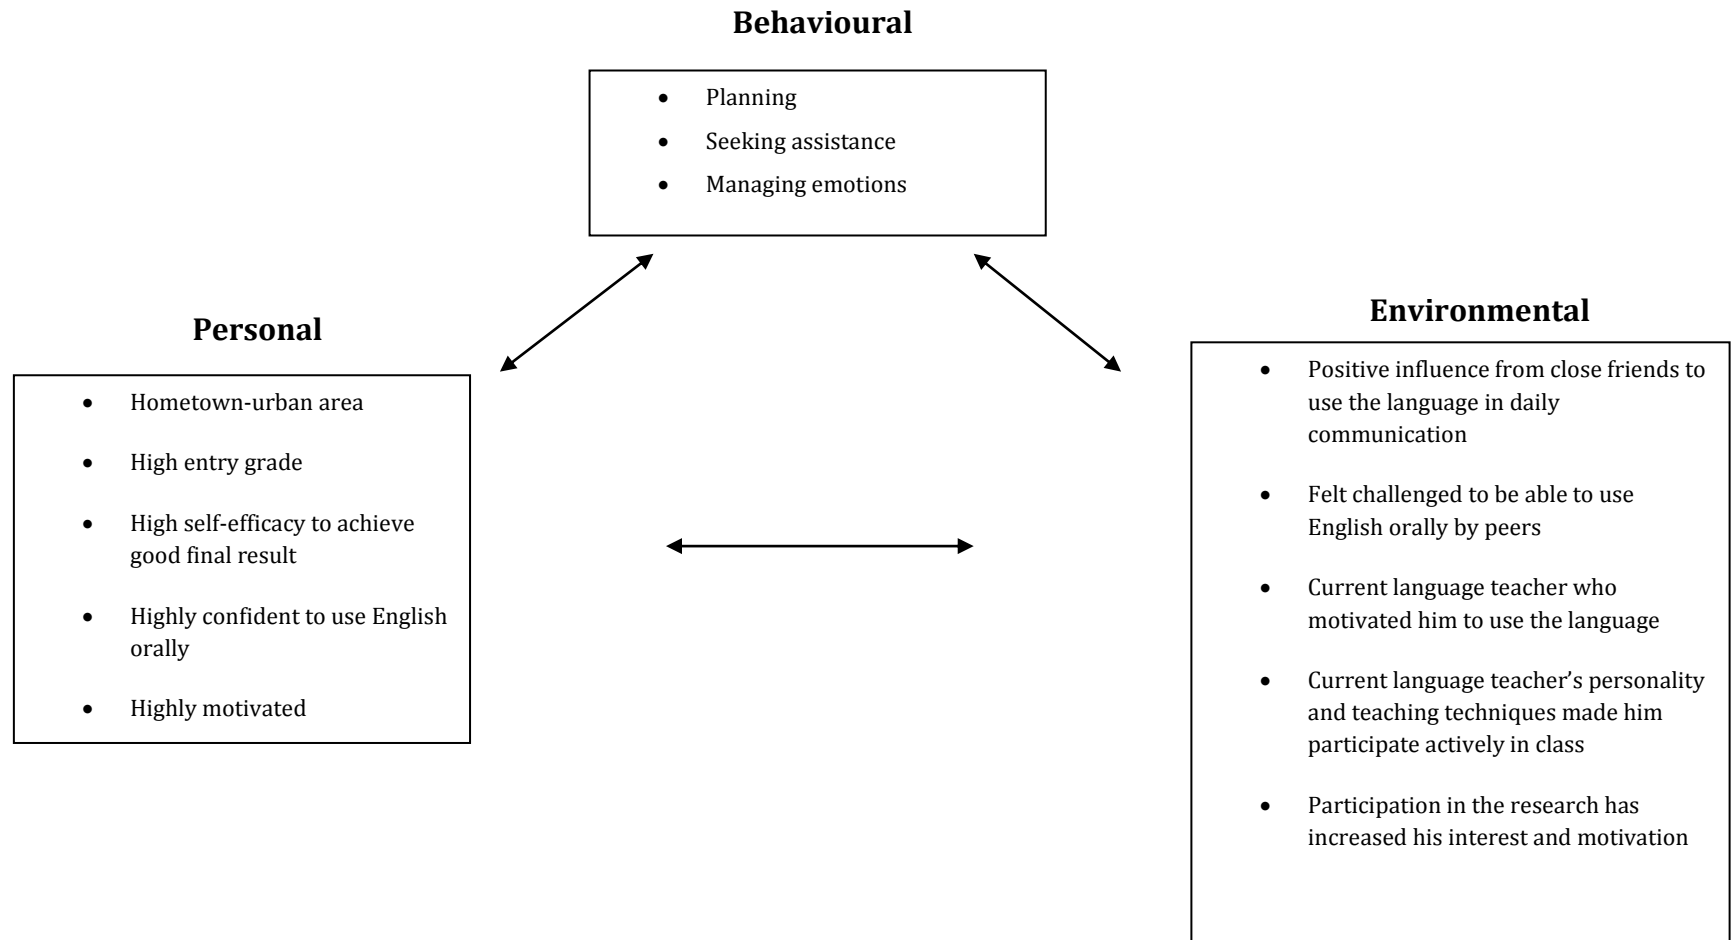 Behavioural
• Planning
• Seeking assistance
• Managing emotions
Personal
• Hometown-urban area
• High entry grade
• High self-efficacy to achieve
good final result
• Highly confident to use English
orally
• Highly motivated
Environmental
• Positive influence from close friends to
use the language in daily
communication
• Felt challenged to be able to use
English orally by peers
• Current language teacher who
motivated him to use the language
• Current language teacher’s personality
and teaching techniques made him
participate actively in class
• Participation in the research has
increased his interest and motivation